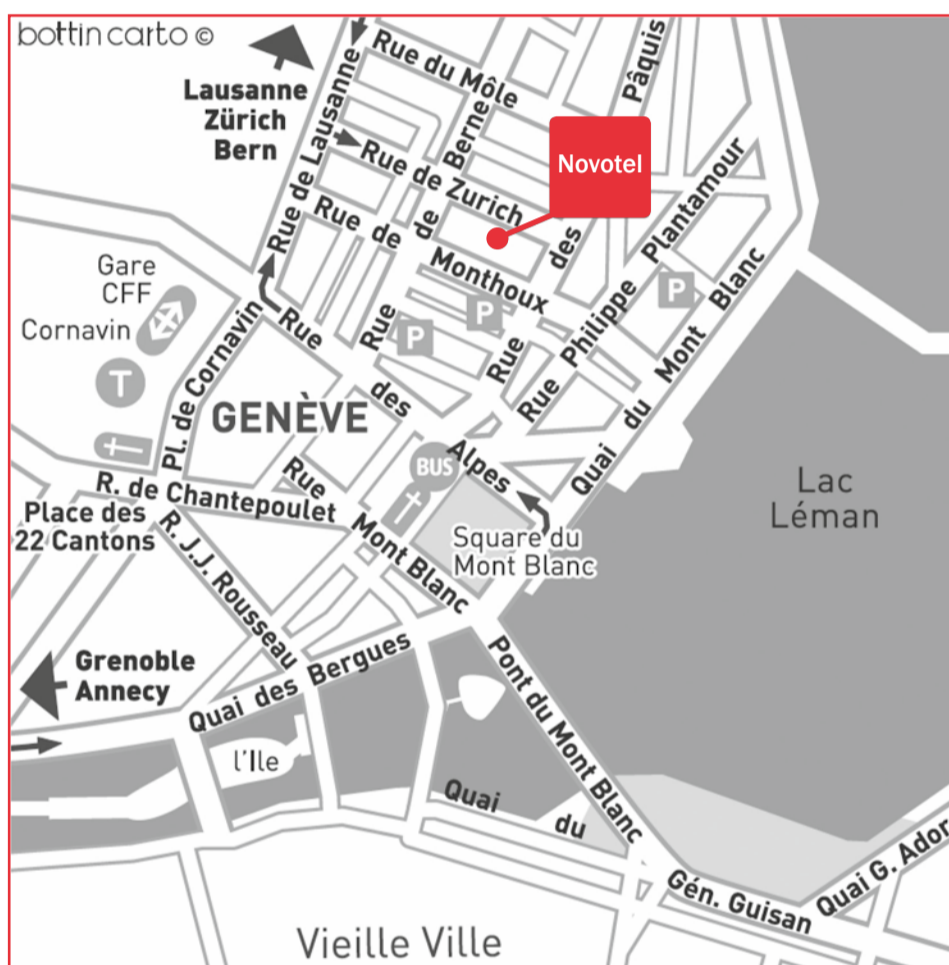 bottin carto ©
Lausanne
Zürich
Bern
Rue de Lausanne
Rue du Môle
Pâquis
Novotel
Rue de Zurich
Berne
de
Rue
Rue de
Monthoux
des
Rue
Rue Philippe Plantamour
Quai du Mont Blanc
P
P
P
Gare
CFF
Cornavin
T
Pl. de Cornavin
Rue
des
Alpes
GENÈVE
BUS
Lac
Léman
R. de Chantepoulet
Place des
22 Cantons
Rue
Mont Blanc
Square du
Mont Blanc
R. J.J. Rousseau
Grenoble
Annecy
Quai des Bergues
Pont du Mont Blanc
l'Ile
Quai
du
Gén. Guisan
Quai G. Ador
Vieille Ville